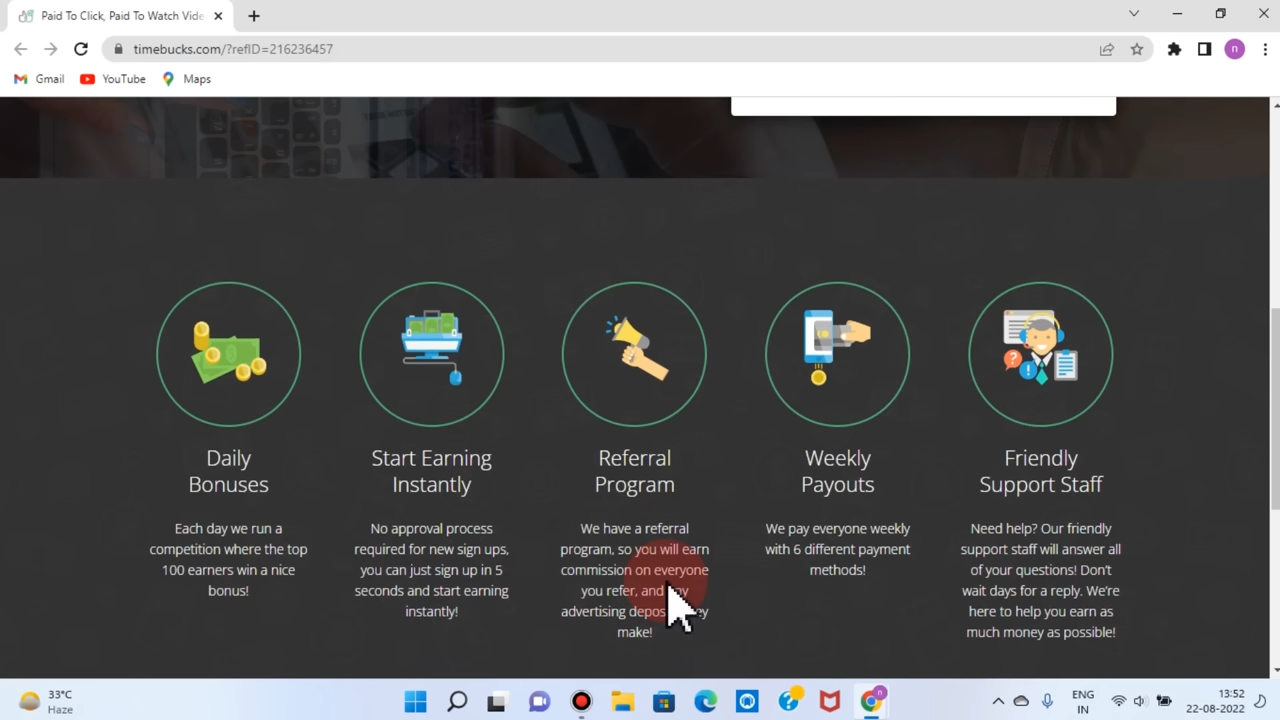 Paid To Click, Paid To Watch Vide
timebucks.com/?refID=216236457
n
Gmail
YouTube
Maps
Daily
Bonuses
Each day we run a
competition where the top
100 earners win a nice
bonus!
Start Earning
Instantly
No approval process
required for new sign ups,
you can just sign up in 5
seconds and start earning
instantly!
Referral
Program
We have a referral
program, so you will earn
commission on everyone
you refer, and
advertising
make!
Weekly
Payouts
We pay everyone weekly
with 6 different payment
methods!
Friendly
Support Staff
Need help? Our friendly
support staff will answer all
of your questions! Don't
wait days for a reply. We're
here to help you earn as
much money as possible!
33°C
Haze
n
ENG
IN
13:52
22-08-2022